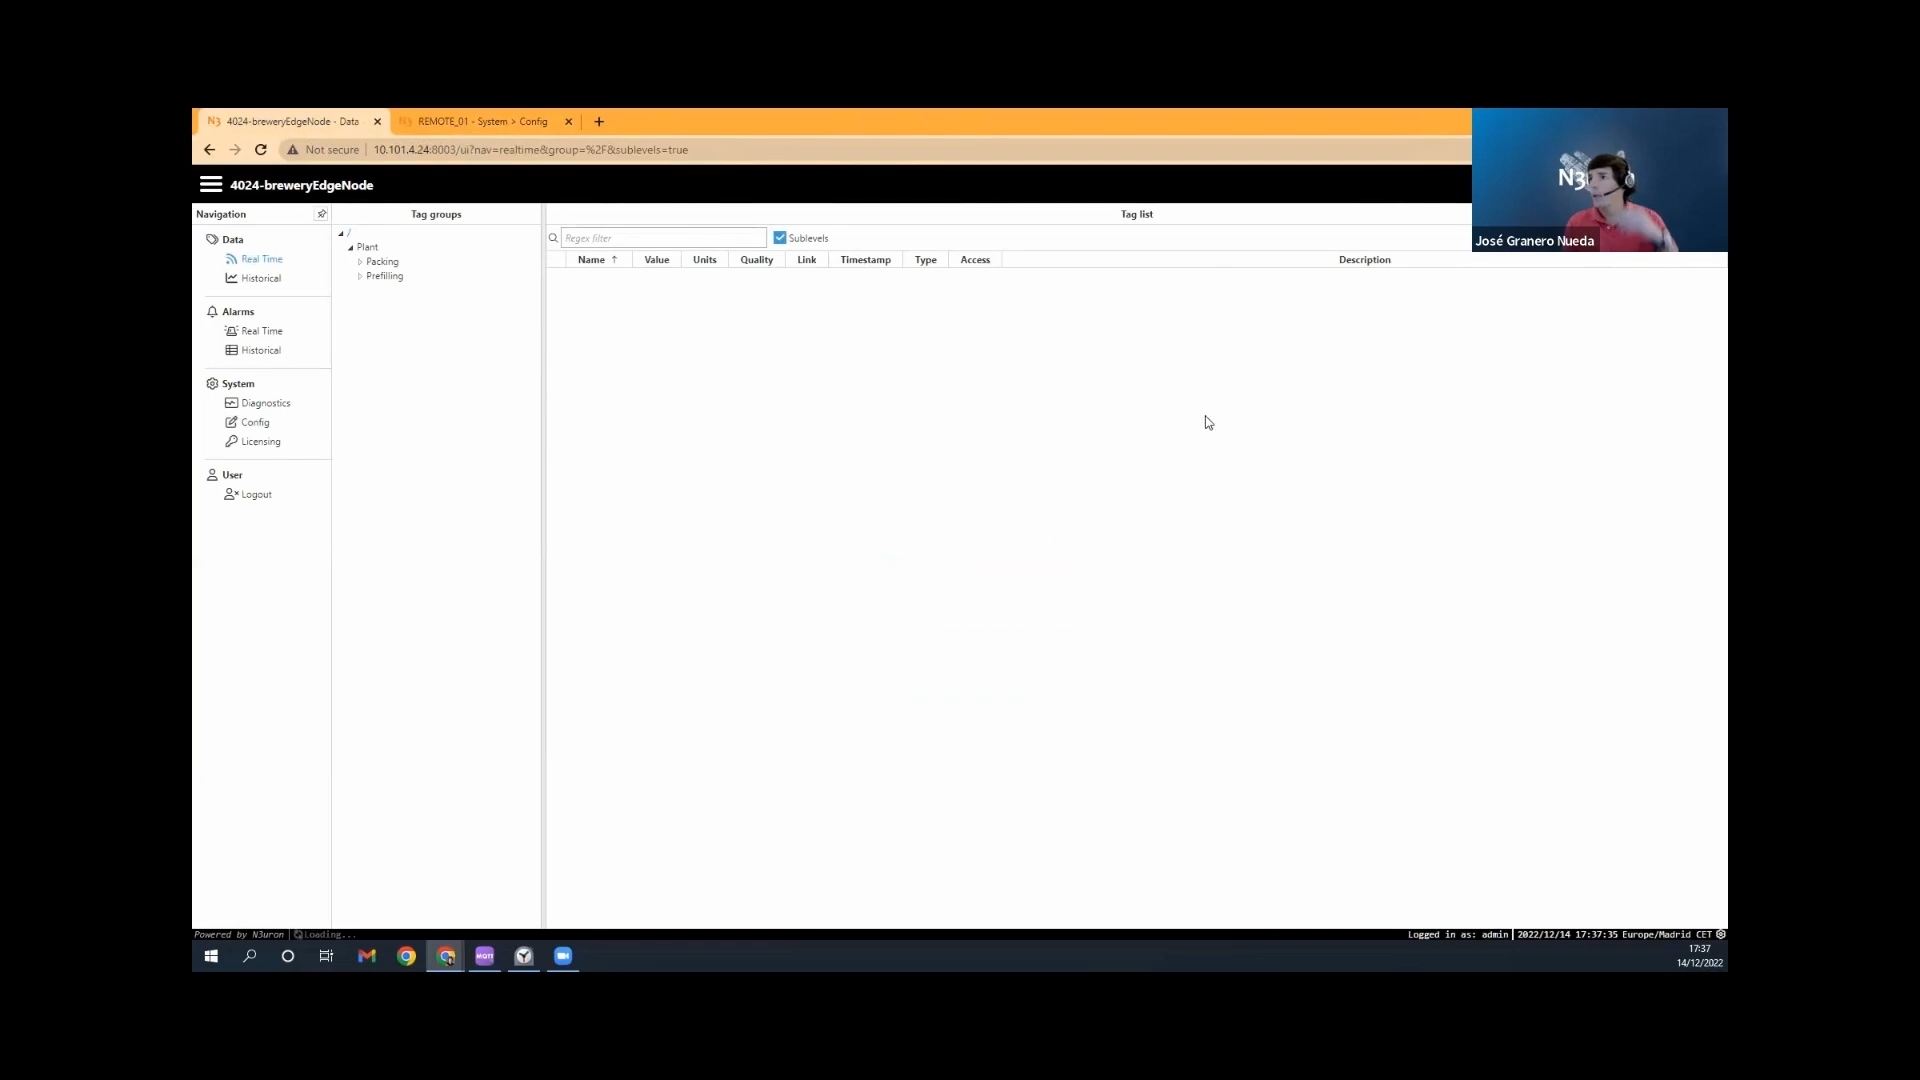 N3 4024-breweryEdgeNode - Data
N3 REMOTE_01 - System > Config
Not secure | 10.101.4.24:8003/ui?nav=realtime&group=%2F&sublevels=true
4024-breweryEdgeNode
N3
José Granero Nueda
Navigation
Data
Real Time
Historical
Alarms
Real Time
Historical
System
Diagnostics
Config
Licensing
User
Logout
Tag groups
/
Plant
Packing
Prefilling
Tag list
Regex filter
Sublevels
Name Value Units Quality Link Timestamp Type Access Description
Powered by N3uron | Loading...
Logged in as: admin | 2022/12/14 17:37:35 Europe/Madrid CET
MQTT
17:37
14/12/2022